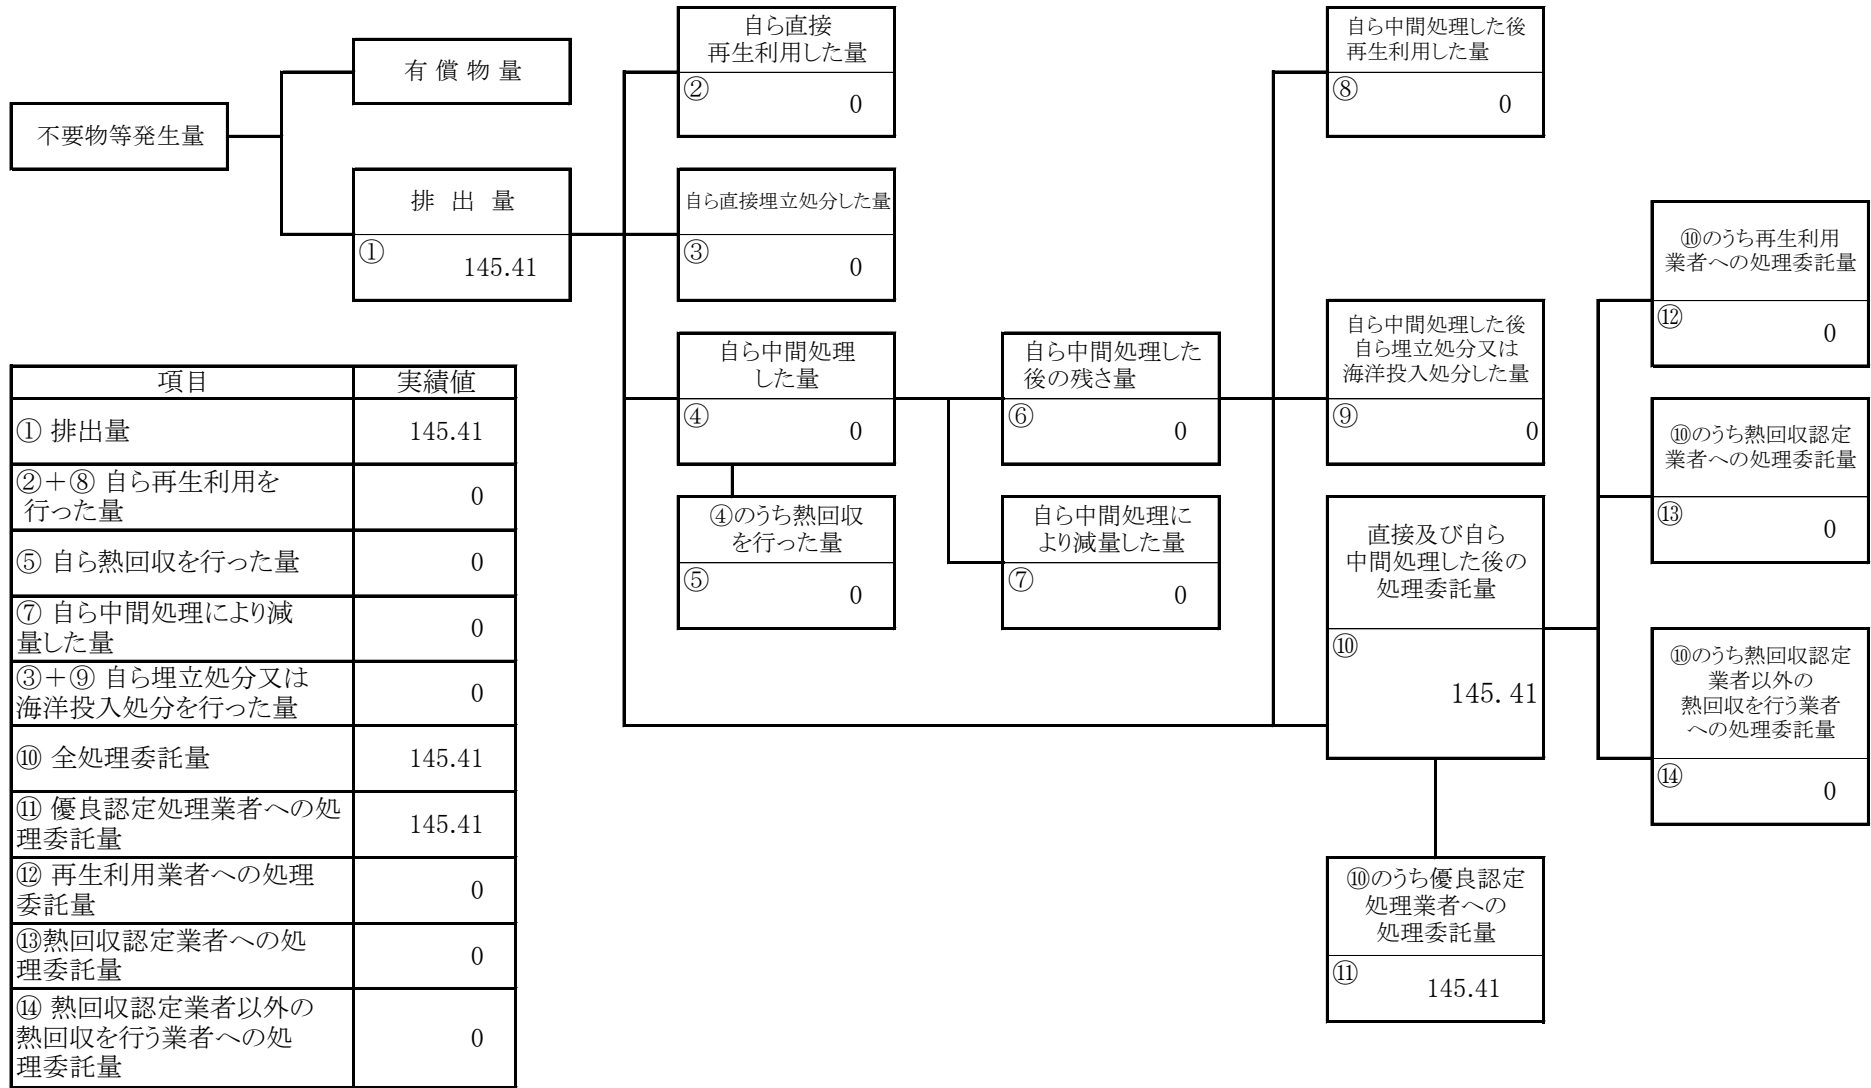 不要物等発生量
有 償 物 量
排 出 量
①
145.41
自ら直接
再生利用した量
②
0
自ら直接埋立処分した量
③
0
自ら中間処理
した量
④
0
④のうち熱回収
を行った量
⑤
0
自ら中間処理した
後の残さ量
⑥
0
自ら中間処理に
より減量した量
⑦
0
自ら中間処理した後
再生利用した量
⑧
0
自ら中間処理した後
自ら埋立処分又は
海洋投入処分した量
⑨
0
直接及び自ら
中間処理した後の
処理委託量
⑩
145.41
⑩のうち優良認定
処理業者への
処理委託量
⑪
145.41
⑩のうち再生利用
業者への処理委託量
⑫
0
⑩のうち熱回収認定
業者への処理委託量
⑬
0
⑩のうち熱回収認定
業者以外の
熱回収を行う業者
への処理委託量
⑭
0
項目 実績値
① 排出量 145.41
②＋⑧ 自ら再生利用を
行った量 0
⑤ 自ら熱回収を行った量 0
⑦ 自ら中間処理により減
量した量 0
③＋⑨ 自ら埋立処分又は
海洋投入処分を行った量 0
⑩ 全処理委託量 145.41
⑪ 優良認定処理業者への処
理委託量 145.41
⑫ 再生利用業者への処理
委託量 0
⑬熱回収認定業者への処
理委託量 0
⑭ 熱回収認定業者以外の
熱回収を行う業者への処
理委託量 0